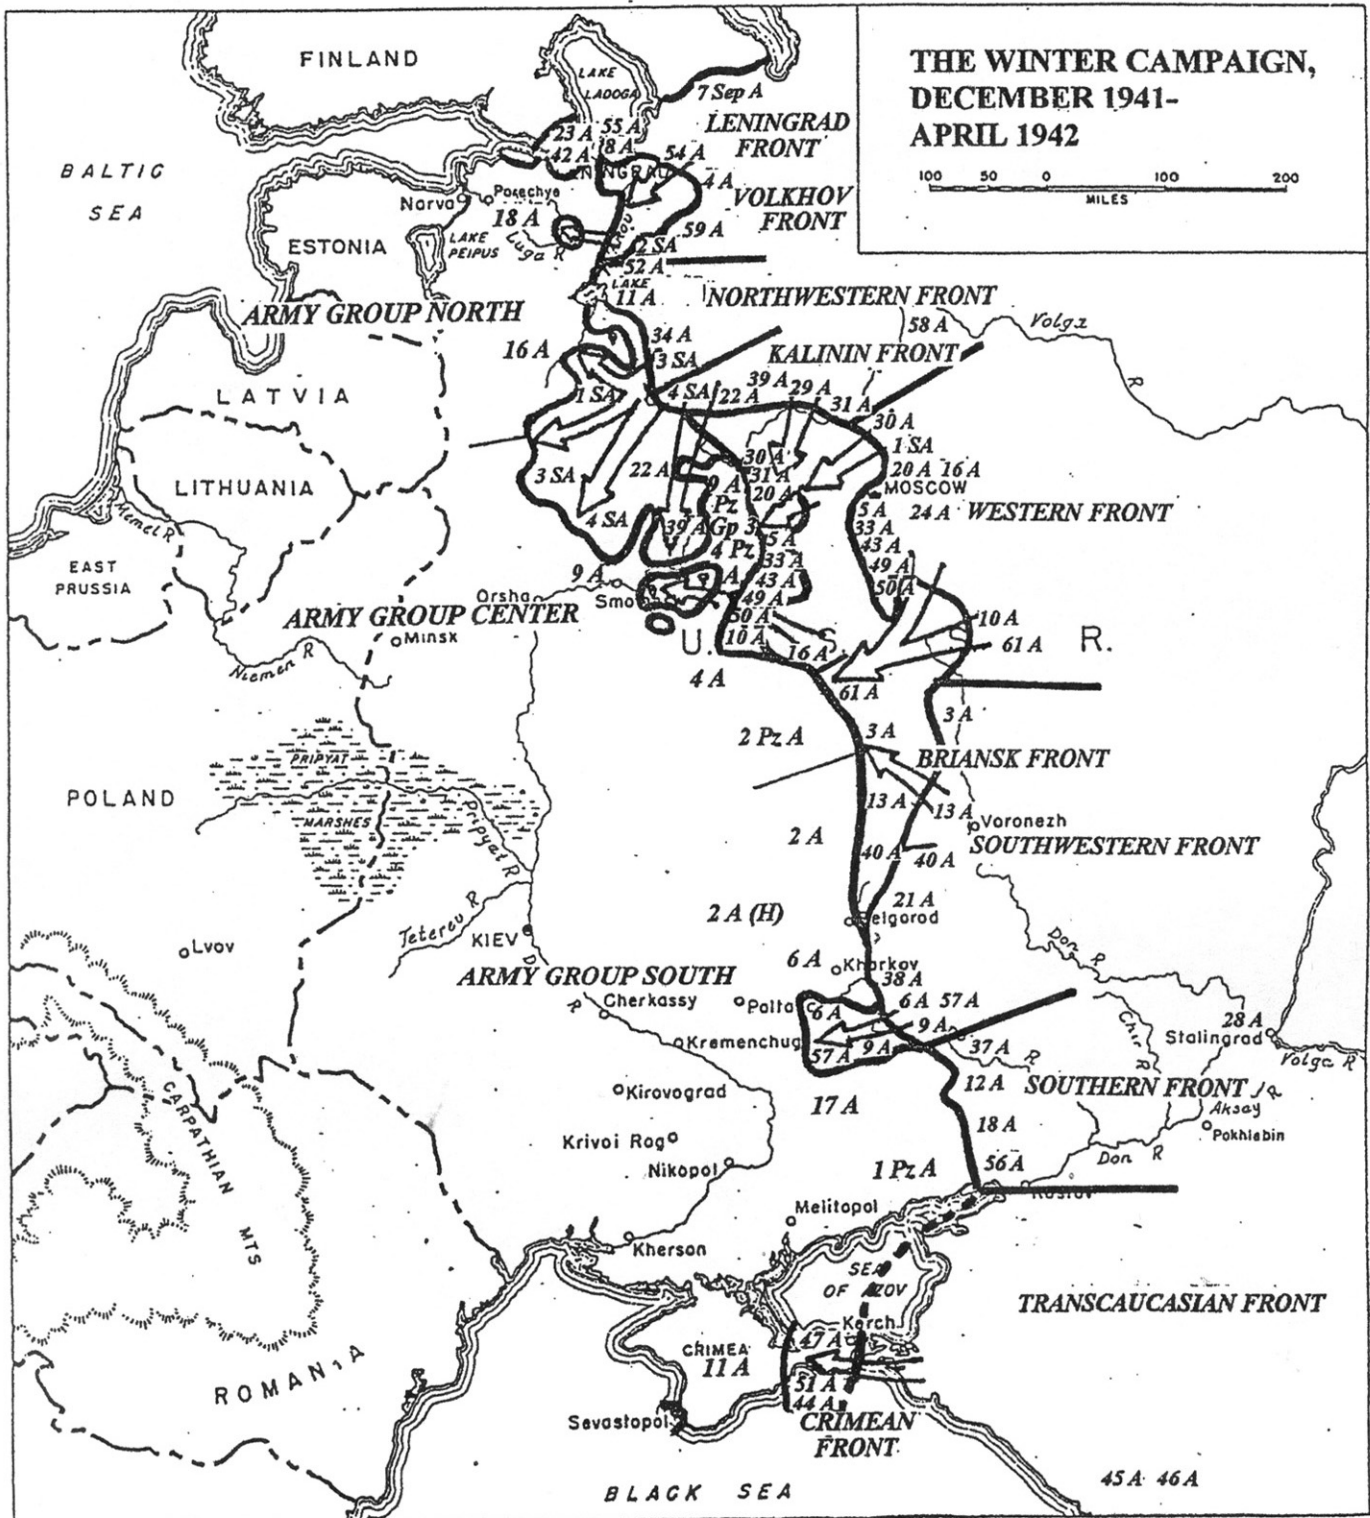 THE WINTER CAMPAIGN,
DECEMBER 1941-
APRIL 1942
100 50 0 100 200
MILES
FINLAND
LAKE
LADOGA
7 Sep A
LENINGRAD
FRONT
23 A
55 A
8 A
42 A
54 A
4 A
VOLKHOV
FRONT
BALTIC
SEA
Narva
Porechye
18 A
59 A
ESTONIA
LAKE
PEIPUS
Luga R
2 SA
52 A
LAKE
11 A
ARMY GROUP NORTH
NORTHWESTERN FRONT
58 A
Volga
R
16 A
34 A
3 SA
KALININ FRONT
LATVIA
1 SA
4 SA
22 A
39 A
29 A
31 A
30 A
1 SA
20 A 16 A
MOSCOW
LITHUANIA
3 SA
22 A
30 A
31 A
9 A
Pz
20 A
Memel R
4 SA
39 A
Gp 3
4 Pz
A
5 A
24 A
WESTERN FRONT
33 A
43 A
49 A
50 A
EAST
PRUSSIA
9 A
Orsha
5 A
33 A
43 A
49 A
50 A
10 A
ARMY GROUP CENTER
Minsk
U.
S.
R.
10 A
61 A
16 A
Niemen R
4 A
61 A
3 A
2 Pz A
3 A
BRIANSK FRONT
PRIPYAT
MARSHES
Pripyat R
POLAND
13 A
13 A
Voronezh
2 A
SOUTHWESTERN FRONT
40 A
40 A
21 A
2 A (H)
Belgorod
Teterev R
KIEV
D
Lvov
Don R
ARMY GROUP SOUTH
6 A
Kharkov
38 A
R
Cherkassy
Polta
6 A
6 A 57 A
9 A
Chir R
28 A
Stalingrad
Kremenchug
57 A
9 A
37 A
R
Volga R
12 A
SOUTHERN FRONT
Kirovograd
17 A
Aksay
R
18 A
Pokhlebin
Krivoi Rog
Nikopol
1 Pz A
56 A
Don R
Rostov
CARPATHIAN
MTS
Melitopol
Kherson
SEA
OF AZOV
TRANSCAUCASIAN FRONT
Kerch
47 A
CRIMEA
11 A
51 A
44 A
ROMANIA
Sevastopol
CRIMEAN
FRONT
45 A 46 A
BLACK SEA